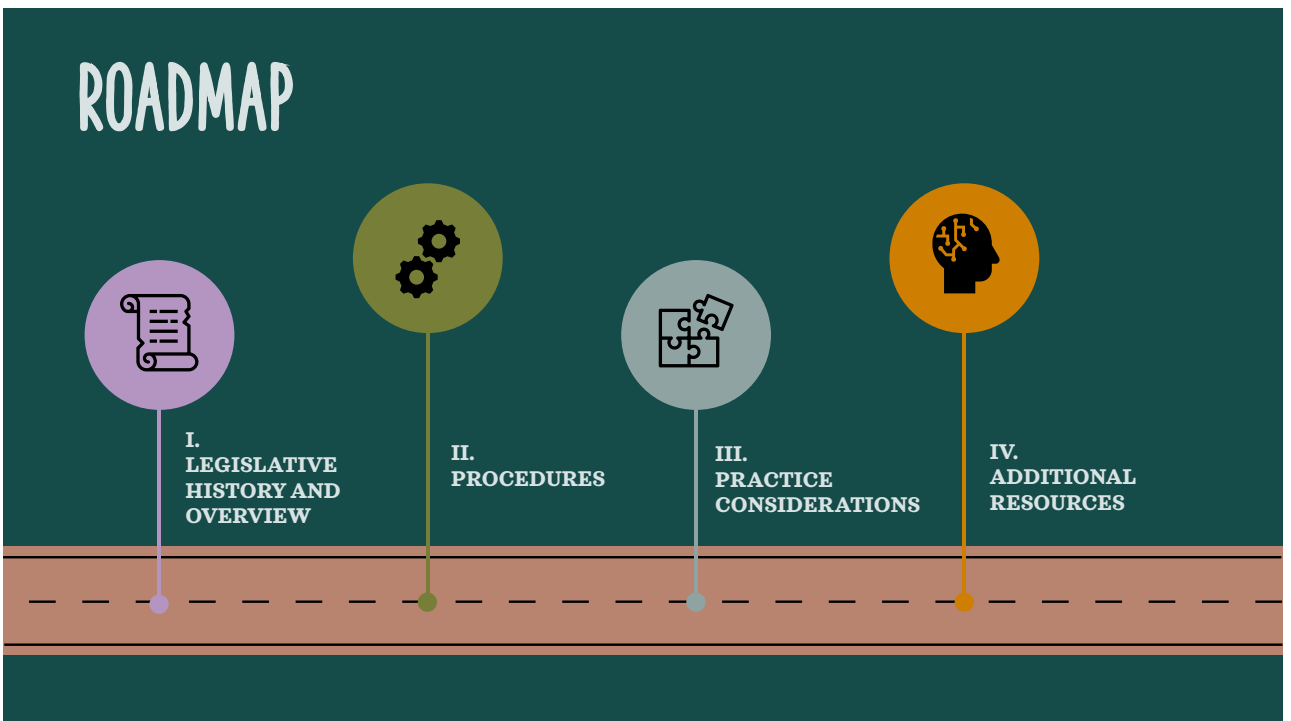 ROADMAP
I.
LEGISLATIVE
HISTORY AND
OVERVIEW
II.
PROCEDURES
III.
PRACTICE
CONSIDERATIONS
IV.
ADDITIONAL
RESOURCES